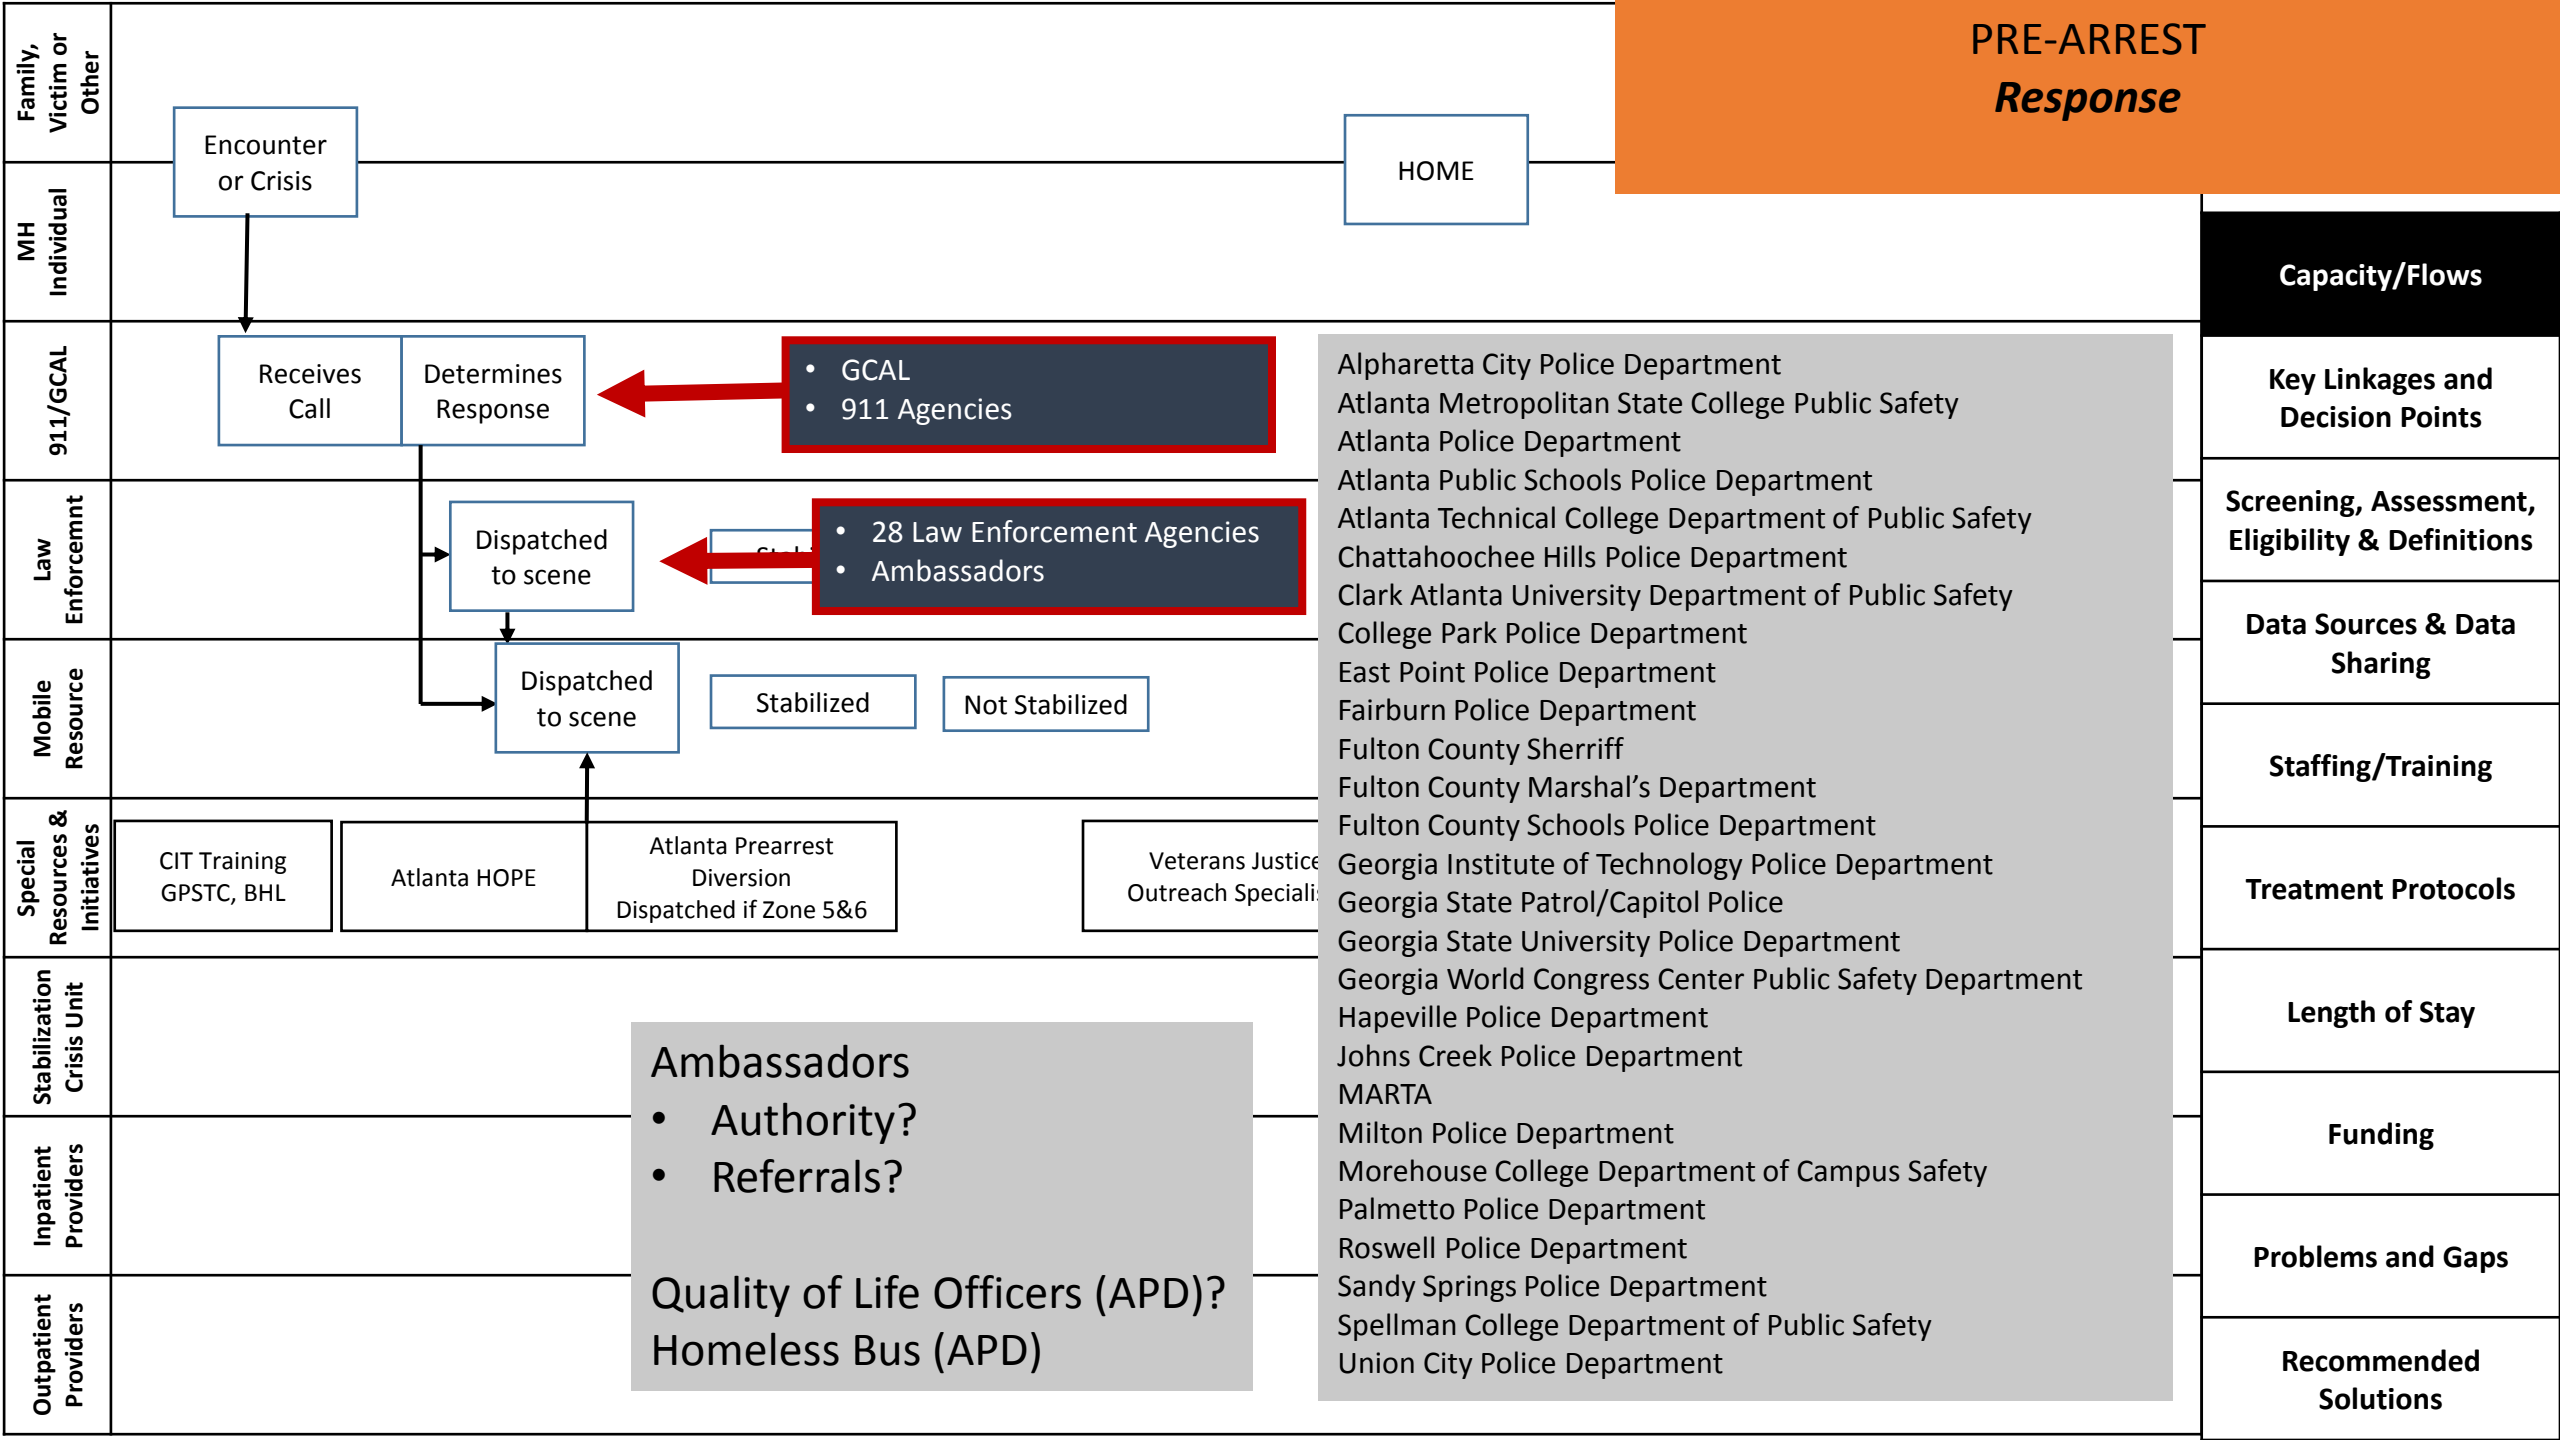 PRE-ARREST
Response
Family,
Victim or
Other
Encounter
or Crisis
HOME
MH
Individual
911/GCAL
Receives
Call
Determines
Response
• GCAL
• 911 Agencies
Law
Enforcemnt
Dispatched
to scene
• 28 Law Enforcement Agencies
• Ambassadors
Mobile
Resource
Dispatched
to scene
Stabilized
Not Stabilized
Special
Resources &
Initiatives
CIT Training
GPSTC, BHL
Atlanta HOPE
Atlanta Prearrest
Diversion
Dispatched if Zone 5&6
Veterans Justice
Outreach
Stabilization
Crisis Unit
Inpatient
Providers
Outpatient
Providers
Ambassadors
• Authority?
• Referrals?
Quality of Life Officers (APD)?
Homeless Bus (APD)
Alpharetta City Police Department
Atlanta Metropolitan State College Public Safety
Atlanta Police Department
Atlanta Public Schools Police Department
Atlanta Technical College Department of Public Safety
Chattahoochee Hills Police Department
Clark Atlanta University Department of Public Safety
College Park Police Department
East Point Police Department
Fairburn Police Department
Fulton County Sherriff
Fulton County Marshal’s Department
Fulton County Schools Police Department
Georgia Institute of Technology Police Department
Georgia State Patrol/Capitol Police
Georgia State University Police Department
Georgia World Congress Center Public Safety Department
Hapeville Police Department
Johns Creek Police Department
MARTA
Milton Police Department
Morehouse College Department of Campus Safety
Palmetto Police Department
Roswell Police Department
Sandy Springs Police Department
Spellman College Department of Public Safety
Union City Police Department
Capacity/Flows
Key Linkages and
Decision Points
Screening, Assessment,
Eligibility & Definitions
Data Sources & Data
Sharing
Staffing/Training
Treatment Protocols
Length of Stay
Funding
Problems and Gaps
Recommended
Solutions